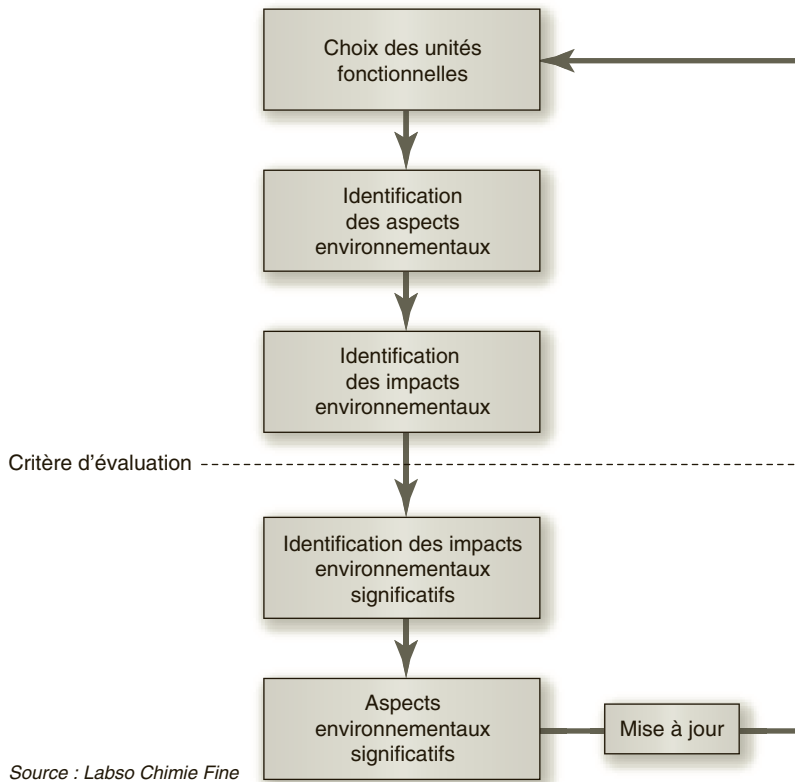 Choix des unités
fonctionnelles
Identification
des aspects
environnementaux
Identification
des impacts
environnementaux
Critère d'évaluation
Identification des impacts
environnementaux
significatifs
Aspects
environnementaux
significatifs
Mise à jour
Source : Labso Chimie Fine